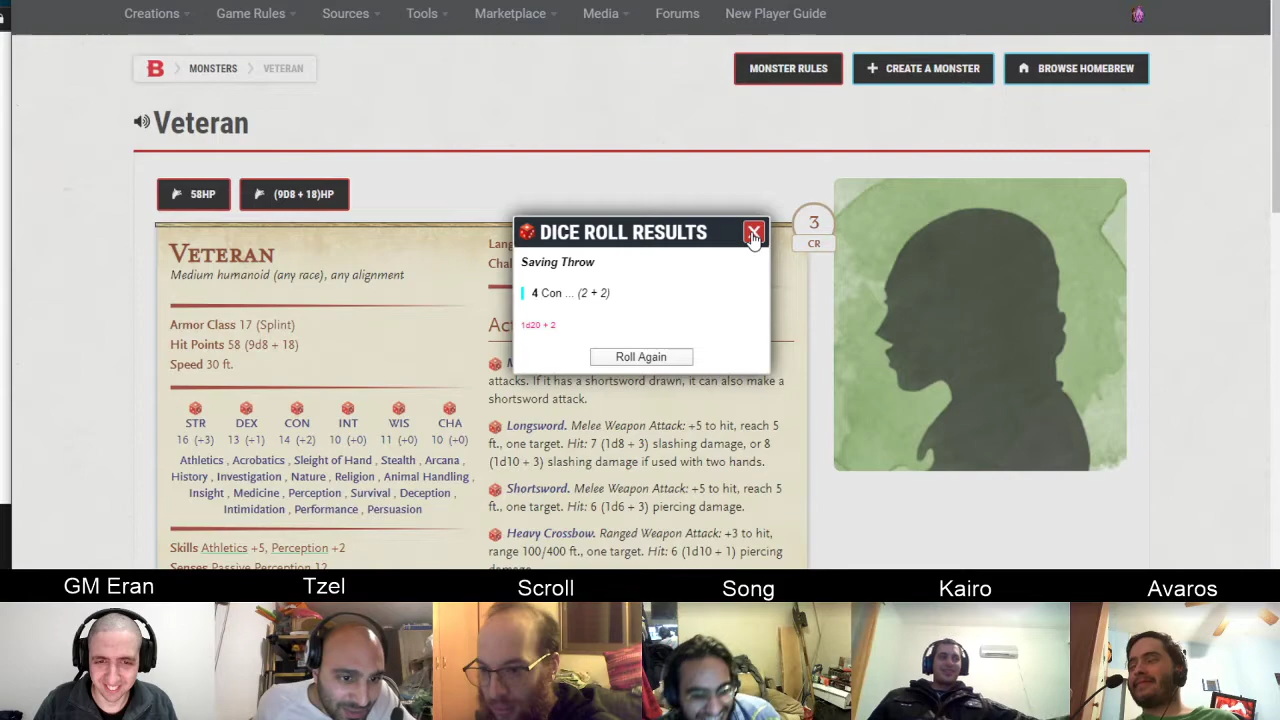 Creations
Game Rules
Sources
Tools
Marketplace
Media
Forums
New Player Guide
B
MONSTERS
VETERAN
MONSTER RULES
CREATE A MONSTER
BROWSE HOMEBREW
Veteran
58HP
(9D8 + 18)HP
VETERAN
Medium humanoid (any race), any alignment
Armor Class 17 (Splint)
Hit Points 58 (9d8 + 18)
Speed 30 ft.
STR DEX CON INT WIS CHA
16 (+3) 13 (+1) 14 (+2) 10 (+0) 11 (+0) 10 (+0)
Athletics , Acrobatics , Sleight of Hand , Stealth , Arcana ,
History , Investigation , Nature , Religion , Animal Handling ,
Insight , Medicine , Perception , Survival , Deception ,
Intimidation , Performance , Persuasion
Skills Athletics +5, Perception +2
Senses Passive Perception 12
DICE ROLL RESULTS
Saving Throw
4 Con ... (2 + 2)
1d20 + 2
Roll Again
attacks. If it has a shortsword drawn, it can also make a
shortsword attack.
Longsword. Melee Weapon Attack: +5 to hit, reach 5
ft., one target. Hit: 7 (1d8 + 3) slashing damage, or 8
(1d10 + 3) slashing damage if used with two hands.
Shortsword. Melee Weapon Attack: +5 to hit, reach 5
ft., one target. Hit: 6 (1d6 + 3) piercing damage.
Heavy Crossbow. Ranged Weapon Attack: +3 to hit,
range 100/400 ft., one target. Hit: 6 (1d10 + 1) piercing
damage.
3
CR
GM Eran
Tzel
Scroll
Song
Kairo
Avaros